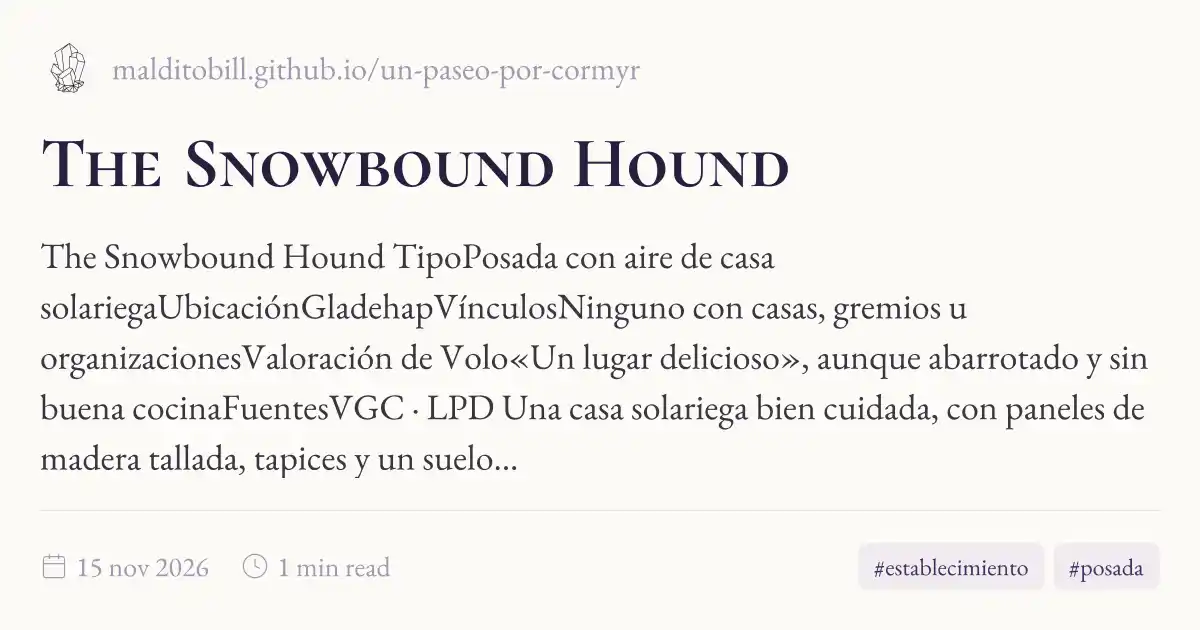 malditobill.github.io/un-paseo-por-cormyr
The Snowbound Hound
The Snowbound Hound TipoPosada con aire de casa
solariegaUbicaciónGladehapVínculosNinguno con casas, gremios u
organizacionesValoración de Volo«Un lugar delicioso», aunque abarrotado y sin
buena cocinaFuentesVGC · LPD Una casa solariega bien cuidada, con paneles de
madera tallada, tapices y un suelo...
15 nov 2026 1 min read #establecimiento #posada